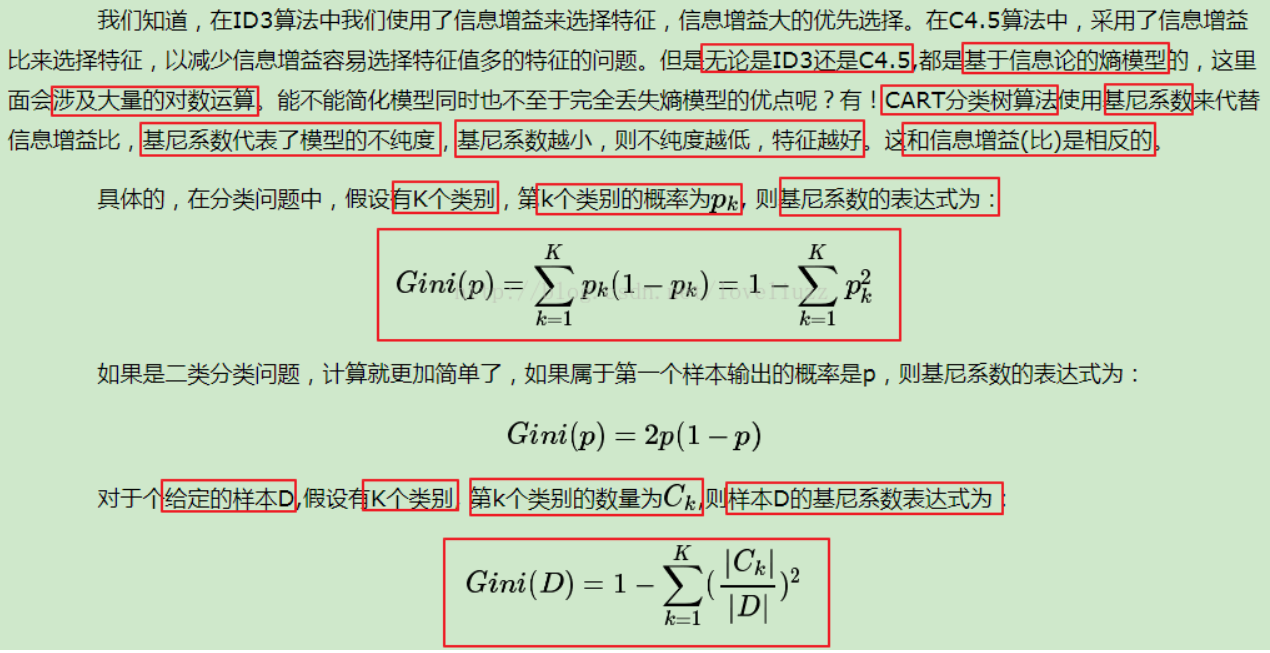 我们知道，在ID3算法中我们使用了信息增益来选择特征，信息增益大的优先选择。在C4.5算法中，采用了信息增益
比来选择特征，以减少信息增益容易选择特征值多的特征的问题。但是无论是ID3还是C4.5,都是基于信息论的熵模型的，这里
面会涉及大量的对数运算。能不能简化模型同时也不至于完全丢失熵模型的优点呢？有！CART分类树算法使用基尼系数来代替
信息增益比，基尼系数代表了模型的不纯度，基尼系数越小，则不纯度越低，特征越好。这和信息增益(比)是相反的。
具体的，在分类问题中，假设有K个类别，第k个类别的概率为p_k，则基尼系数的表达式为：
Gini(p) = \sum_{k=1}^{K} p_k(1 - p_k) = 1 - \sum_{k=1}^{K} p_k^2
如果是二类分类问题，计算就更加简单了，如果属于第一个样本输出的概率是p，则基尼系数的表达式为：
Gini(p) = 2p(1 - p)
对于个给定的样本D,假设有K个类别,第k个类别的数量为C_k,则样本D的基尼系数表达式为：
Gini(D) = 1 - \sum_{k=1}^{K} (\frac{|C_k|}{|D|})^2